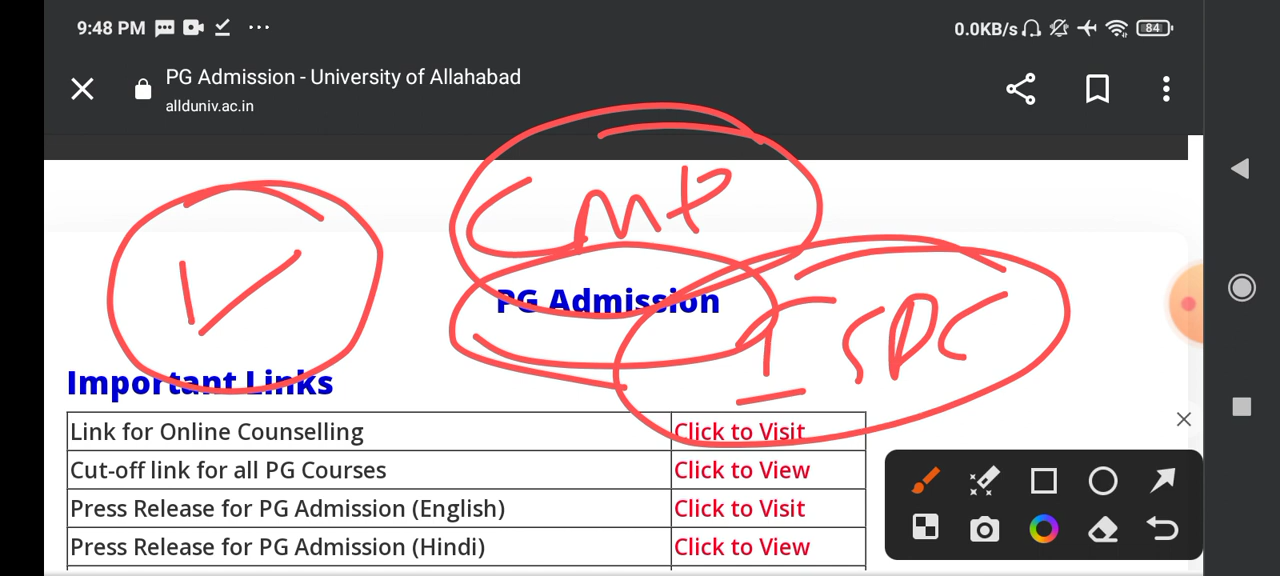 9:48 PM
0.0KB/s 84
PG Admission - University of Allahabad
allduniv.ac.in
CMP
PG Admission
ISDC
Important Links
Link for Online Counselling Click to Visit
Cut-off link for all PG Courses Click to View
Press Release for PG Admission (English) Click to Visit
Press Release for PG Admission (Hindi) Click to View